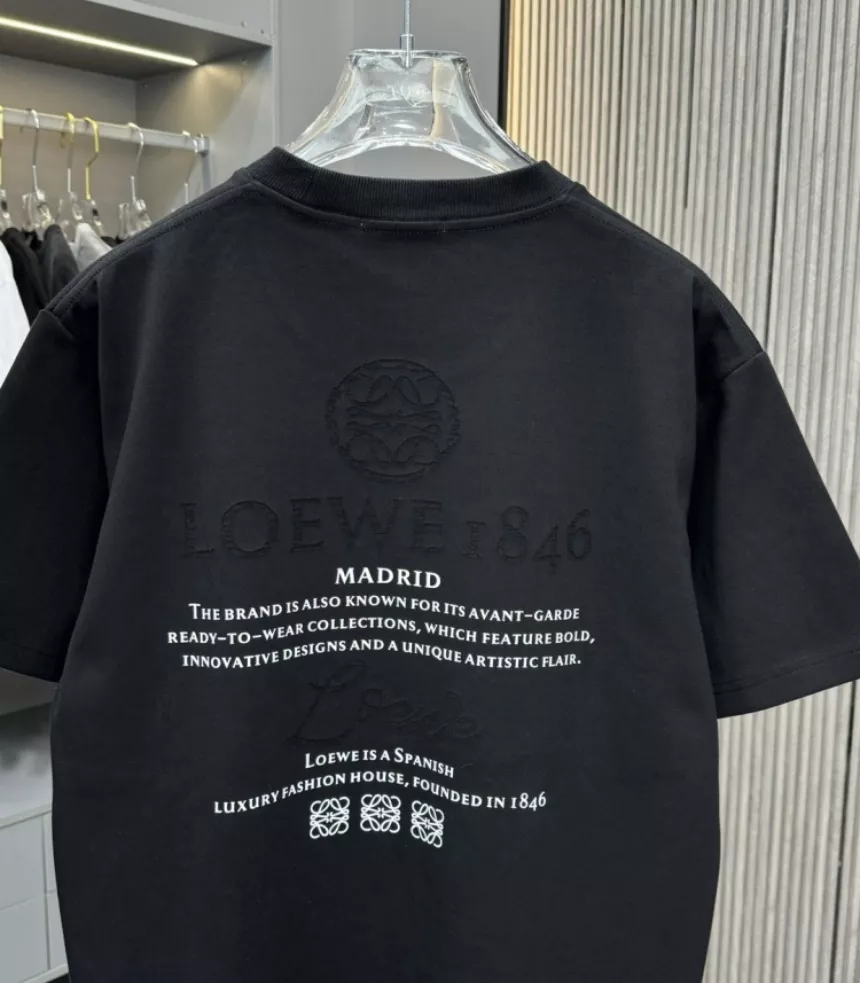 LOEWE 1846
MADRID
THE BRAND IS ALSO KNOWN FOR ITS AVANT-GARDE
READY-TO-WEAR COLLECTIONS, WHICH FEATURE BOLD,
INNOVATIVE DESIGNS AND A UNIQUE ARTISTIC FLAIR.
Loewe
LOEWE IS A SPANISH
LUXURY FASHION HOUSE, FOUNDED IN 1846